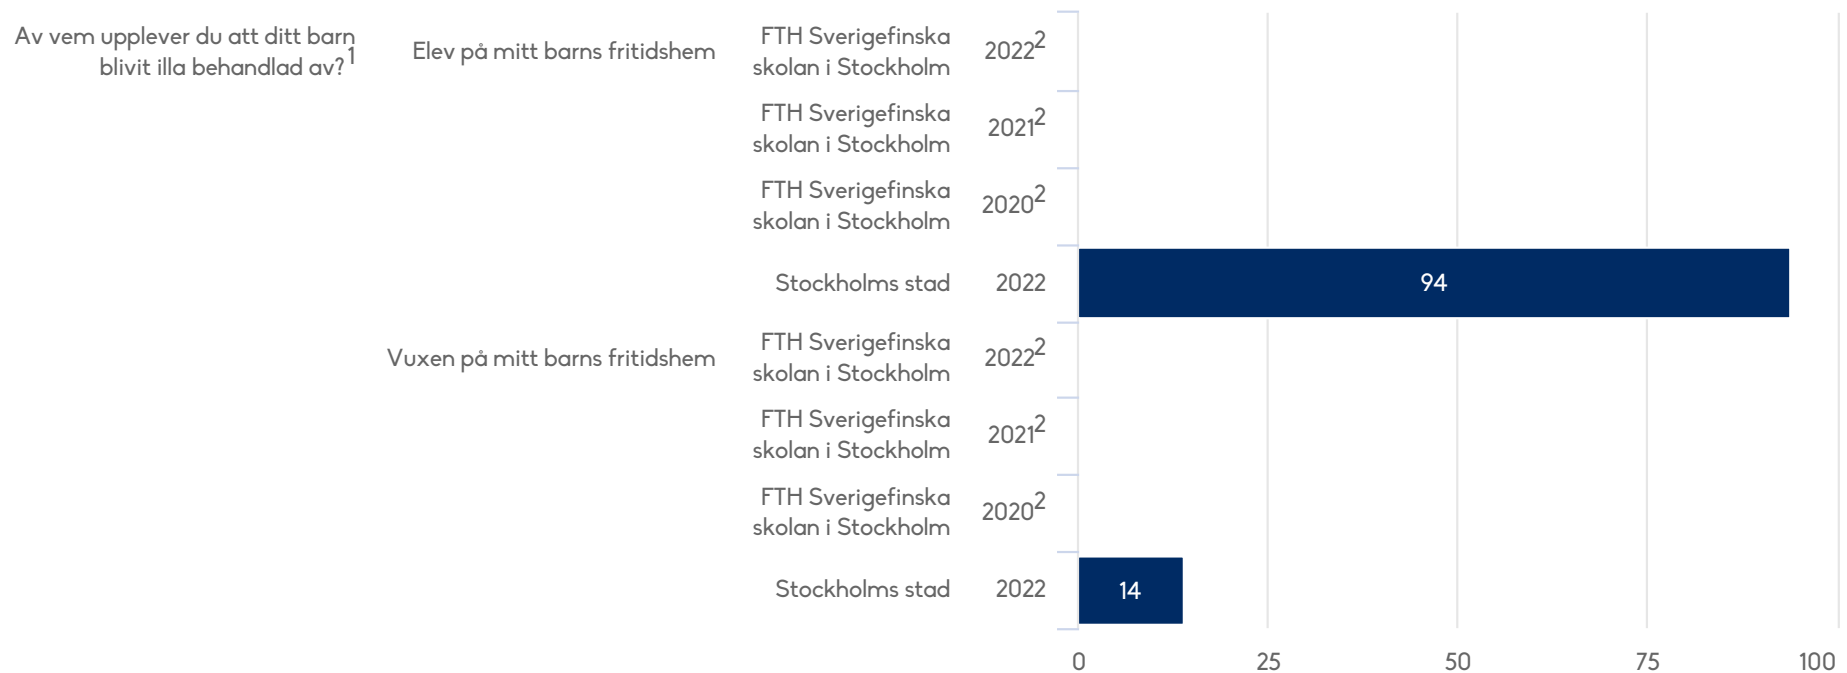 Av vem upplever du att ditt barn
blivit illa behandlad av?1
Elev på mitt barns fritidshem
FTH Sverigefinska
skolan i Stockholm
20222
FTH Sverigefinska
skolan i Stockholm
20212
FTH Sverigefinska
skolan i Stockholm
20202
Stockholms stad
2022
94
Vuxen på mitt barns fritidshem
FTH Sverigefinska
skolan i Stockholm
20222
FTH Sverigefinska
skolan i Stockholm
20212
FTH Sverigefinska
skolan i Stockholm
20202
Stockholms stad
2022
14
0 25 50 75 100